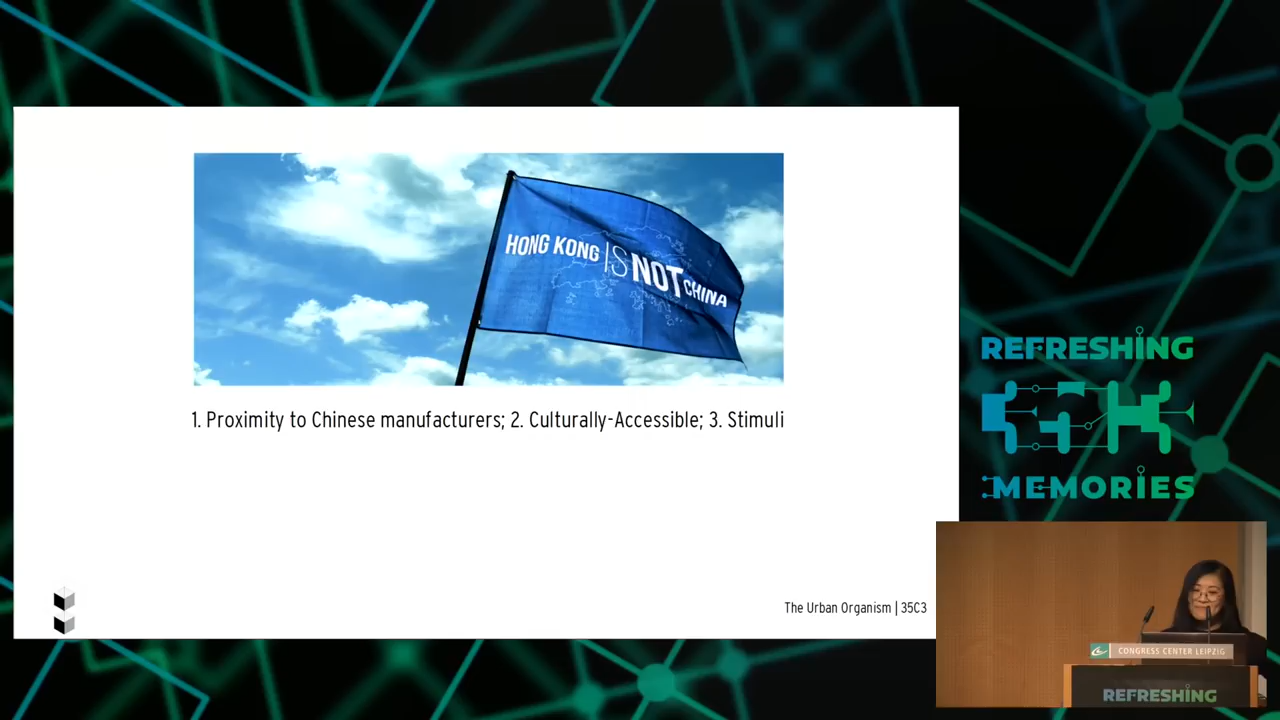 HONG KONG IS NOT CHINA
1. Proximity to Chinese manufacturers; 2. Culturally-Accessible; 3. Stimuli
The Urban Organism | 35C3
REFRESHING
35C3
MEMORIES
CONGRESS CENTER LEIPZIG
REFRESHING